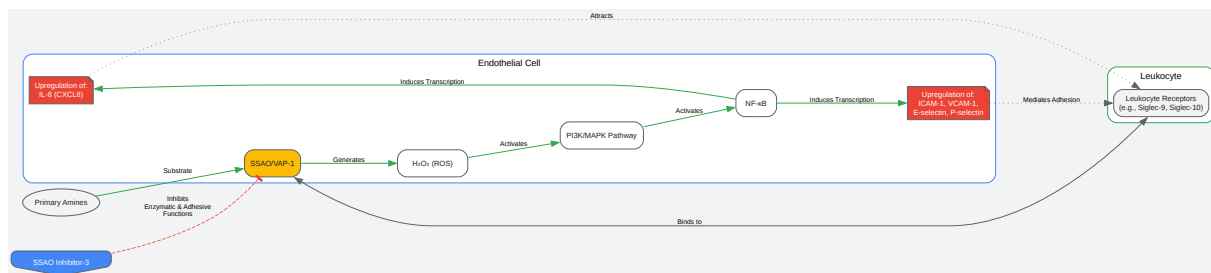 Attracts
Endothelial Cell
Leukocyte
Upregulation of:
IL-8 (CXCL8)
Induces Transcription
NF-κB
Induces Transcription
Upregulation of:
ICAM-1, VCAM-1,
E-selectin, P-selectin
Mediates Adhesion
Leukocyte Receptors
(e.g., Siglec-9, Siglec-10)
Activates
PI3K/MAPK Pathway
Activates
SSAO/VAP-1
Generates
H₂O₂ (ROS)
Substrate
Primary Amines
Inhibits
Enzymatic & Adhesive
Functions
Binds to
SSAO Inhibitor-3